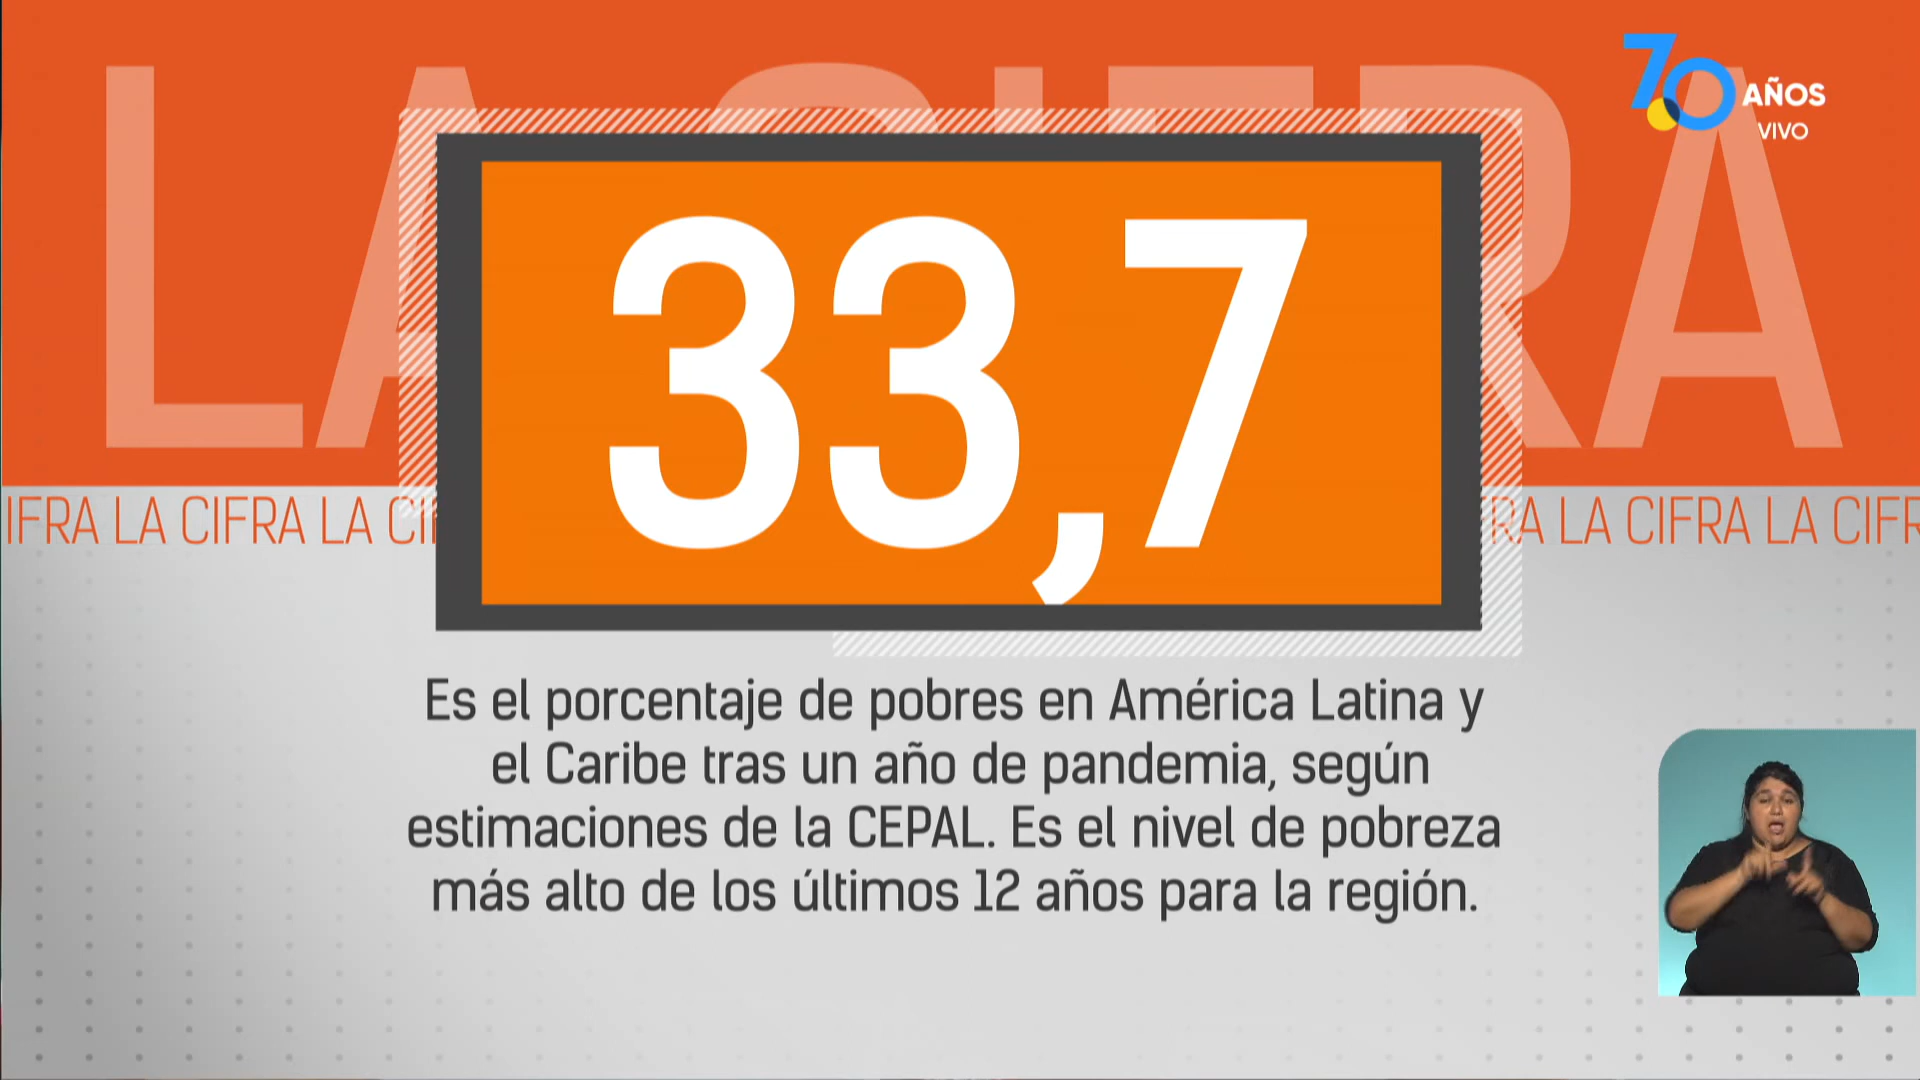 LA CIFRA
70 AÑOS
VIVO
33,7
IFRA LA CIFRA LA CIF
RA LA CIFRA LA CIFR
Es el porcentaje de pobres en América Latina y
el Caribe tras un año de pandemia, según
estimaciones de la CEPAL. Es el nivel de pobreza
más alto de los últimos 12 años para la región.